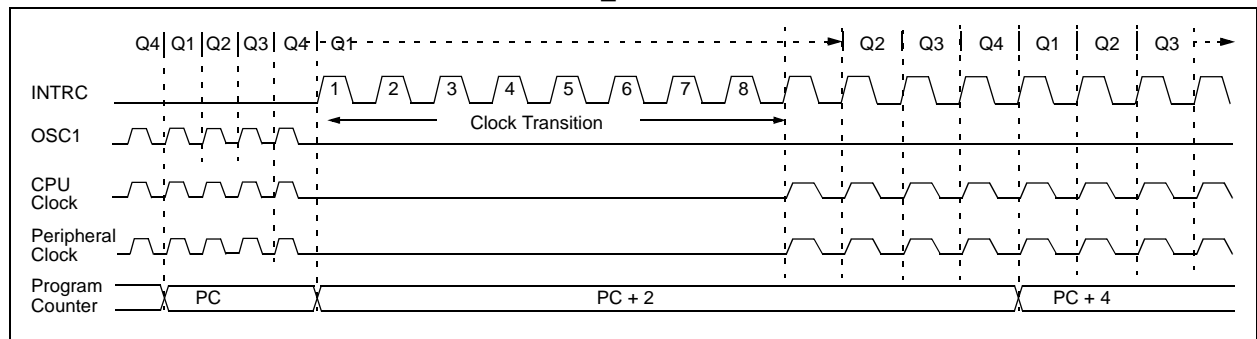 Q4 Q1 Q2 Q3 Q4 Q1 Q2 Q3 Q4 Q1 Q2 Q3
INTRC
1 2 3 4 5 6 7 8
Clock Transition
OSC1
CPU
Clock
Peripheral
Clock
Program
Counter
PC PC + 2 PC + 4